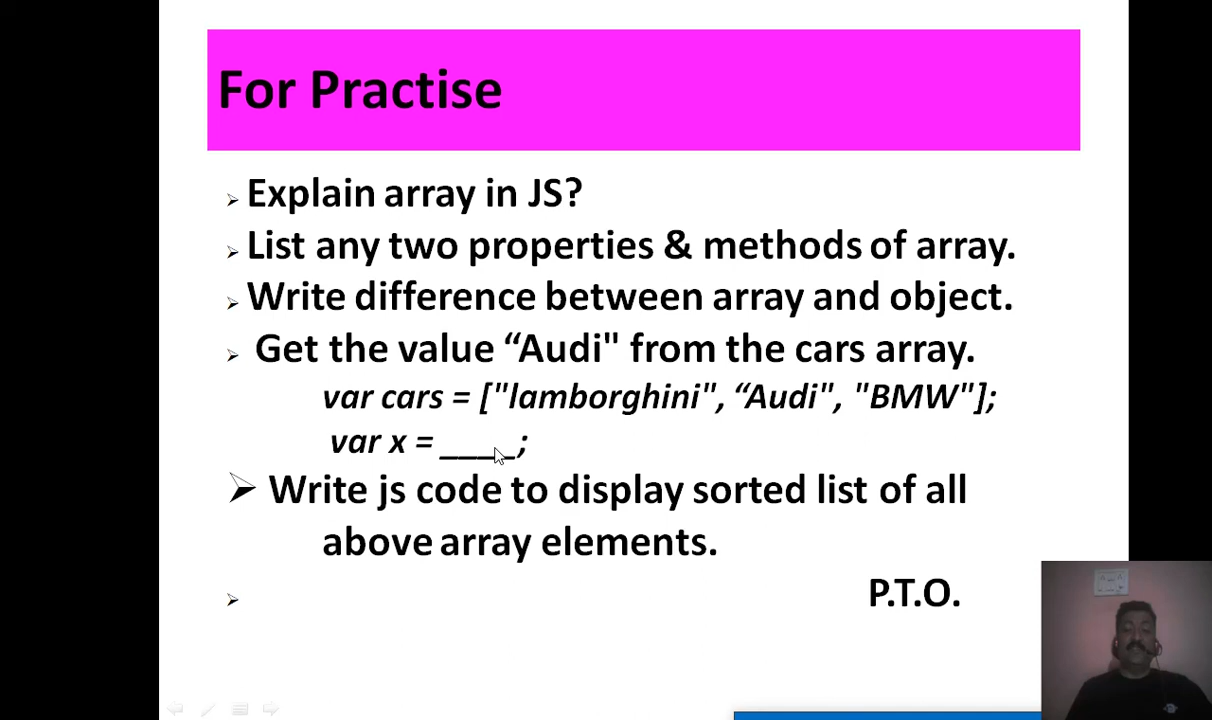 For Practise
Explain array in JS?
List any two properties & methods of array.
Write difference between array and object.
Get the value “Audi" from the cars array.
var cars = ["lamborghini", “Audi", "BMW"];
var x = ____;
Write js code to display sorted list of all
above array elements.
P.T.O.